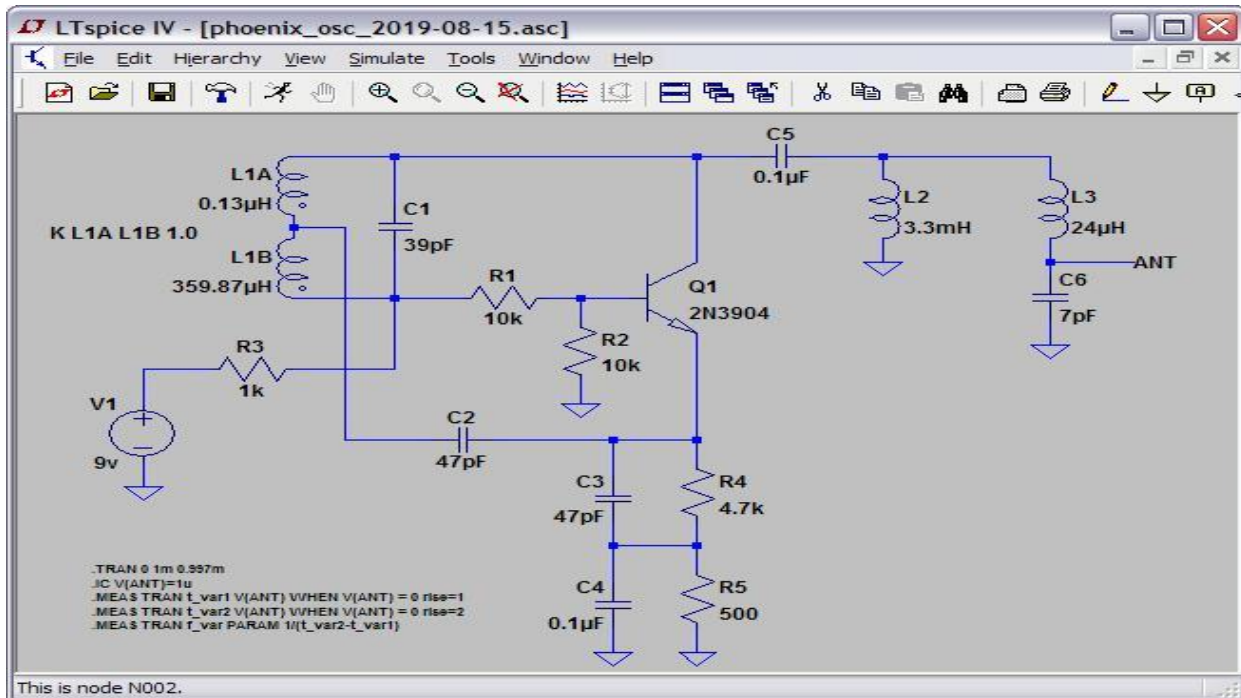 LTspice IV - [phoenix_osc_2019-08-15.asc]
File Edit Hierarchy View Simulate Tools Window Help
C5
0.1µF
L1A
0.13µH
C1
39pF
L2
3.3mH
L3
24µH
K L1A L1B 1.0
L1B
359.87µH
ANT
R1
10k
Q1
2N3904
C6
7pF
R2
10k
R3
1k
V1
9v
C2
47pF
C3
47pF
R4
4.7k
.TRAN 0 1m 0.997m
.IC V(ANT)=1u
.MEAS TRAN t_var1 V(ANT) WHEN V(ANT) = 0 rise=1
.MEAS TRAN t_var2 V(ANT) WHEN V(ANT) = 0 rise=2
.MEAS TRAN f_var PARAM 1/(t_var2-t_var1)
C4
0.1µF
R5
500
This is node N002.